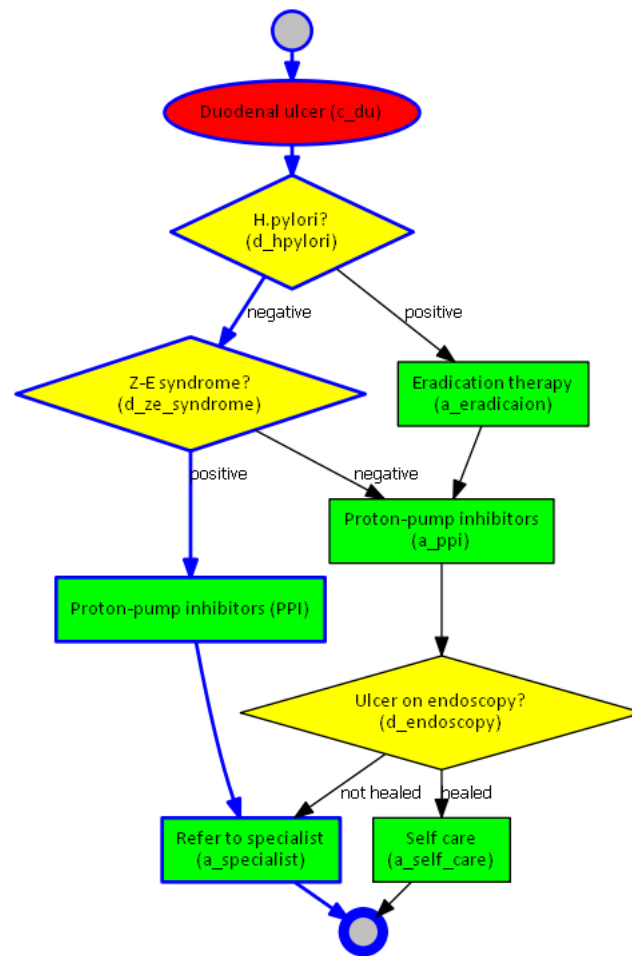 Duodenal ulcer (c_du)
H.pylori?
(d_hpylori)
negative
positive
Z-E syndrome?
(d_ze_syndrome)
Eradication therapy
(a_eradicaion)
positive
negative
Proton-pump inhibitors
(a_ppi)
Proton-pump inhibitors (PPI)
Ulcer on endoscopy?
(d_endoscopy)
not healed
healed
Refer to specialist
(a_specialist)
Self care
(a_self_care)